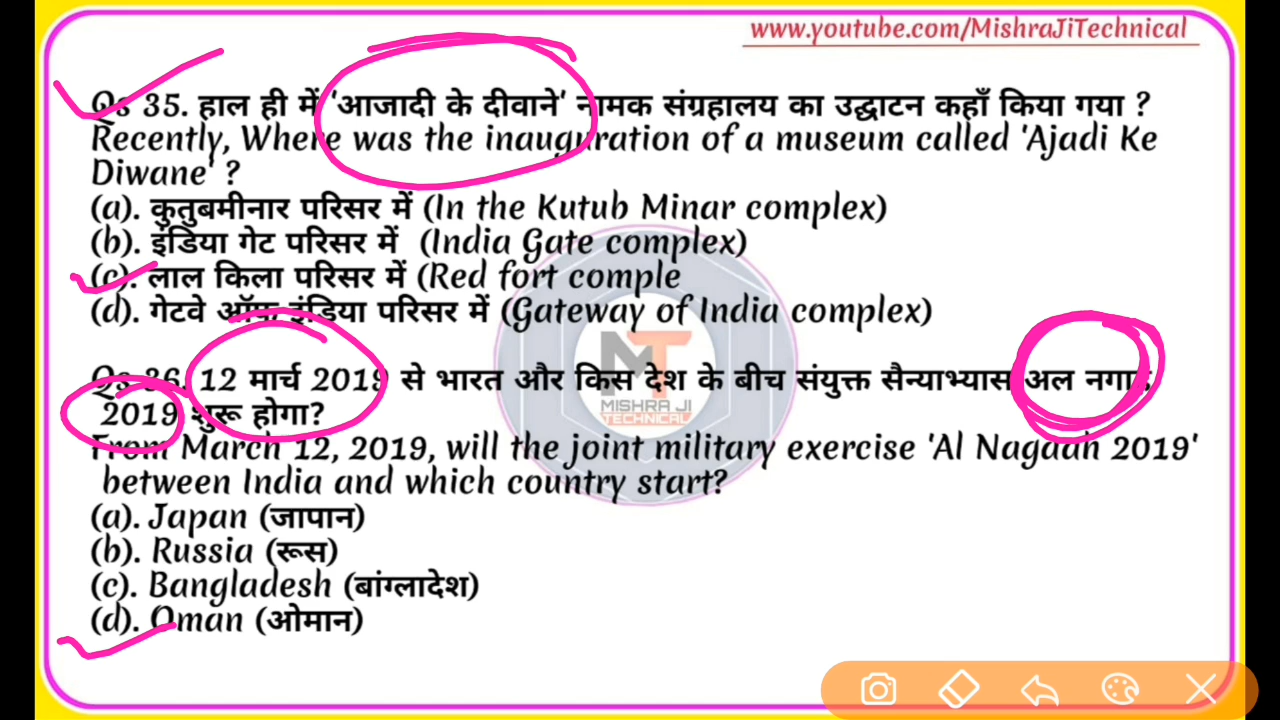 www.youtube.com/MishraJiTechnical
Qs 35. हाल ही में 'आजादी के दीवाने' नामक संग्रहालय का उद्घाटन कहाँ किया गया ?
Recently, Where was the inauguration of a museum called 'Ajadi Ke
Diwane' ?
(a). कुतुबमीनार परिसर में (In the Kutub Minar complex)
(b). इंडिया गेट परिसर में (India Gate complex)
(c). लाल किला परिसर में (Red fort comple
(d). गेटवे ऑफ इंडिया परिसर में (Gateway of India complex)
Qs 36. 12 मार्च 2019 से भारत और किस देश के बीच संयुक्त सैन्याभ्यास अल नगाह
2019 शुरू होगा?
From March 12, 2019, will the joint military exercise 'Al Nagaah 2019'
between India and which country start?
(a). Japan (जापान)
(b). Russia (रूस)
(c). Bangladesh (बांग्लादेश)
(d). Oman (ओमान)
MT
MISHRA JI
TECHNICAL